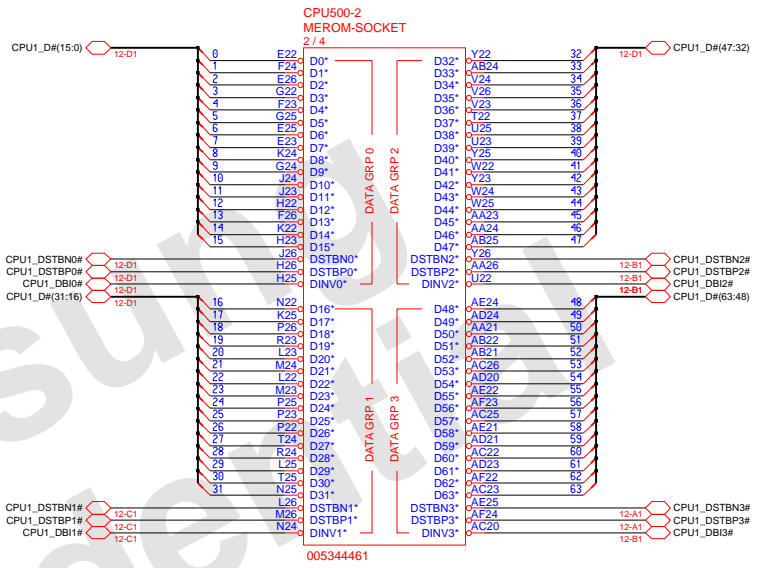 CPU500-2
MEROM-SOCKET
2 / 4
CPU1_D#(15:0) 12-D1 12-D1 CPU1_D#(47:32)
0 E22 D0* D32* Y22 32
1 F24 D1* D33* AB24 33
2 E26 D2* D34* V24 34
3 G22 D3* D35* V26 35
4 F23 D4* D36* V23 36
5 G25 D5* D37* T22 37
6 E25 D6* D38* U25 38
7 E23 D7* D39* U23 39
8 K24 D8* D40* Y25 40
9 G24 D9* D41* W22 41
10 J24 D10* D42* Y23 42
11 J23 D11* D43* W24 43
12 H22 D12* D44* W25 44
13 F26 D13* D45* AA23 45
14 K22 D14* D46* AA24 46
15 H23 D15* D47* AB25 47
DATA GRP 0
DATA GRP 2
CPU1_DSTBN0# 12-D1 J26 DSTBN0* DSTBN2* Y26 12-B1 CPU1_DSTBN2#
CPU1_DSTBP0# 12-D1 H26 DSTBP0* DSTBP2* AA26 12-B1 CPU1_DSTBP2#
CPU1_DBI0# 12-D1 H25 DINV0* DINV2* U22 12-B1 CPU1_DBI2#
CPU1_D#(31:16) 12-D1 12-B1 CPU1_D#(63:48)
16 N22 D16* D48* AE24 48
17 K25 D17* D49* AD24 49
18 P26 D18* D50* AA21 50
19 R23 D19* D51* AB22 51
20 L23 D20* D52* AB21 52
21 M24 D21* D53* AC26 53
22 L22 D22* D54* AD20 54
23 M23 D23* D55* AE22 55
24 P25 D24* D56* AF23 56
25 P23 D25* D57* AC25 57
26 P22 D26* D58* AE21 58
27 T24 D27* D59* AD21 59
28 R24 D28* D60* AC22 60
29 L25 D29* D61* AD23 61
30 T25 D30* D62* AF22 62
31 N25 D31* D63* AC23 63
DATA GRP 1
DATA GRP 3
CPU1_DSTBN1# 12-C1 L26 DSTBN1* DSTBN3* AE25 12-A1 CPU1_DSTBN3#
CPU1_DSTBP1# 12-C1 M26 DSTBP1* DSTBP3* AF24 12-A1 CPU1_DSTBP3#
CPU1_DBI1# 12-C1 N24 DINV1* DINV3* AC20 12-B1 CPU1_DBI3#
005344461
sung
dential